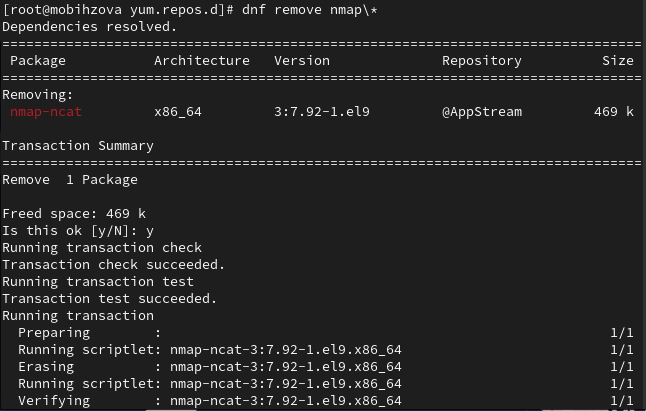 [root@mobihzova yum.repos.d]# dnf remove nmap\*
Dependencies resolved.
================================================================================
 Package Architecture Version Repository Size
================================================================================
Removing:
 nmap-ncat x86_64 3:7.92-1.el9 @AppStream 469 k

Transaction Summary
================================================================================
Remove  1 Package

Freed space: 469 k
Is this ok [y/N]: y
Running transaction check
Transaction check succeeded.
Running transaction test
Transaction test succeeded.
Running transaction
  Preparing        : 1/1
  Running scriptlet: nmap-ncat-3:7.92-1.el9.x86_64 1/1
  Erasing          : nmap-ncat-3:7.92-1.el9.x86_64 1/1
  Running scriptlet: nmap-ncat-3:7.92-1.el9.x86_64 1/1
  Verifying        : nmap-ncat-3:7.92-1.el9.x86_64 1/1